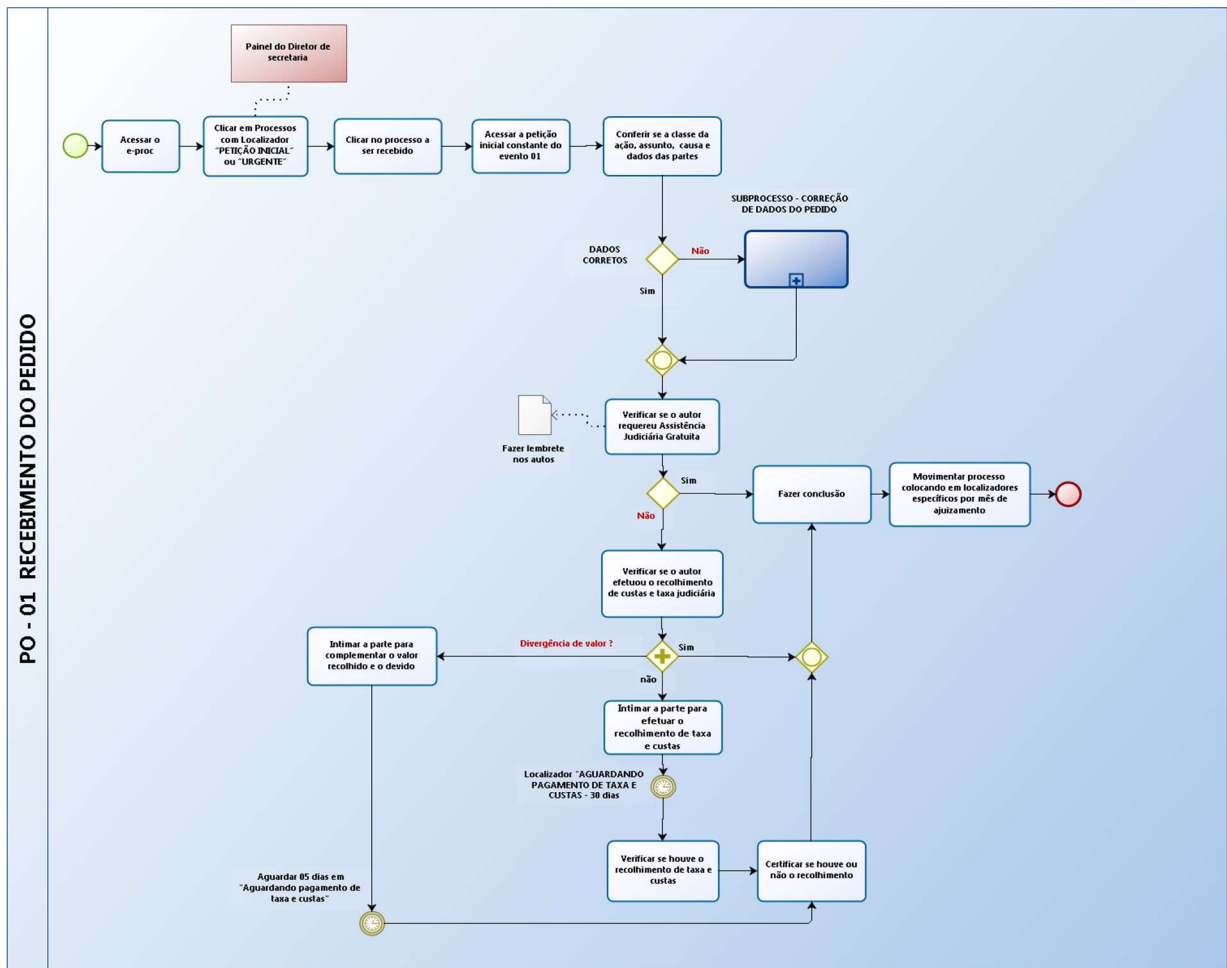 PO - 01 RECEBIMENTO DO PEDIDO
Painel do Diretor de
secretaria
Acessar o
e-proc
Clicar em Processos
com Localizador
"PETIÇÃO INICIAL"
ou "URGENTE"
Clicar no processo a
ser recebido
Acessar a petição
inicial constante do
evento 01
Conferir se a classe da
ação, assunto, causa e
dados das partes
SUBPROCESSO - CORREÇÃO
DE DADOS DO PEDIDO
DADOS
CORRETOS
Não
Sim
Verificar se o autor
requereu Assistência
Judiciária Gratuita
Fazer lembrete
nos autos
Sim
Não
Fazer conclusão
Movimentar processo
colocando em localizadores
específicos por mês de
ajuizamento
Verificar se o autor
efetuou o recolhimento
de custas e taxa judiciária
Divergência de valor ?
Sim
não
Intimar a parte para
complementar o valor
recolhido e o devido
Intimar a parte para
efetuar o
recolhimento de taxa
e custas
Localizador "AGUARDANDO
PAGAMENTO DE TAXA E
CUSTAS - 30 dias
Verificar se houve o
recolhimento de taxa e
custas
Certificar se houve ou
não o recolhimento
Aguardar 05 dias em
"Aguardando pagamento de
taxa e custas"